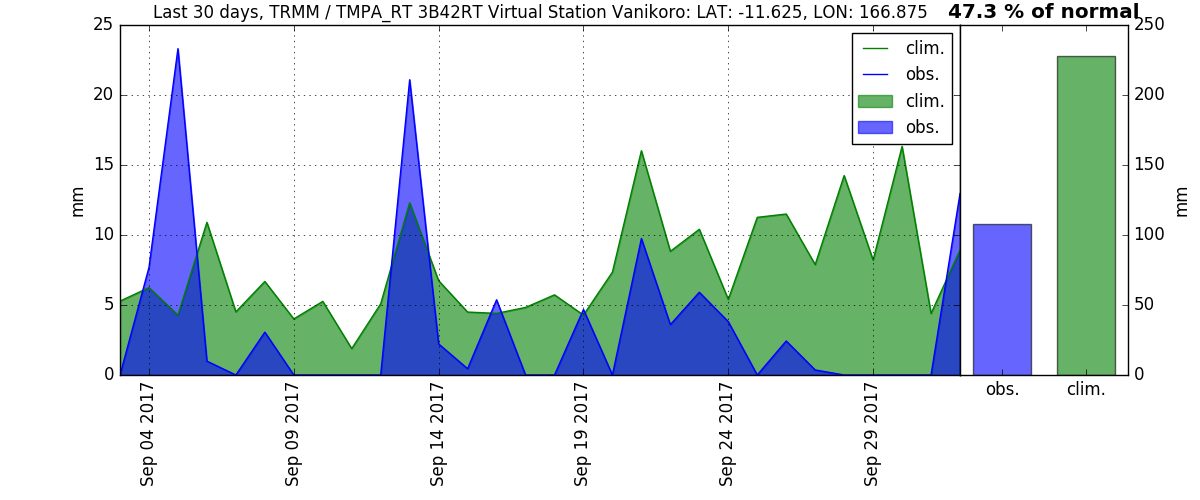 Last 30 days, TRMM / TMPA_RT 3B42RT Virtual Station Vanikoro: LAT: -11.625, LON: 166.875
47.3 % of normal
25
20
15
10
5
0
mm
clim.
obs.
clim.
obs.
Sep 04 2017
Sep 09 2017
Sep 14 2017
Sep 19 2017
Sep 24 2017
Sep 29 2017
250
200
150
100
50
0
mm
obs.
clim.